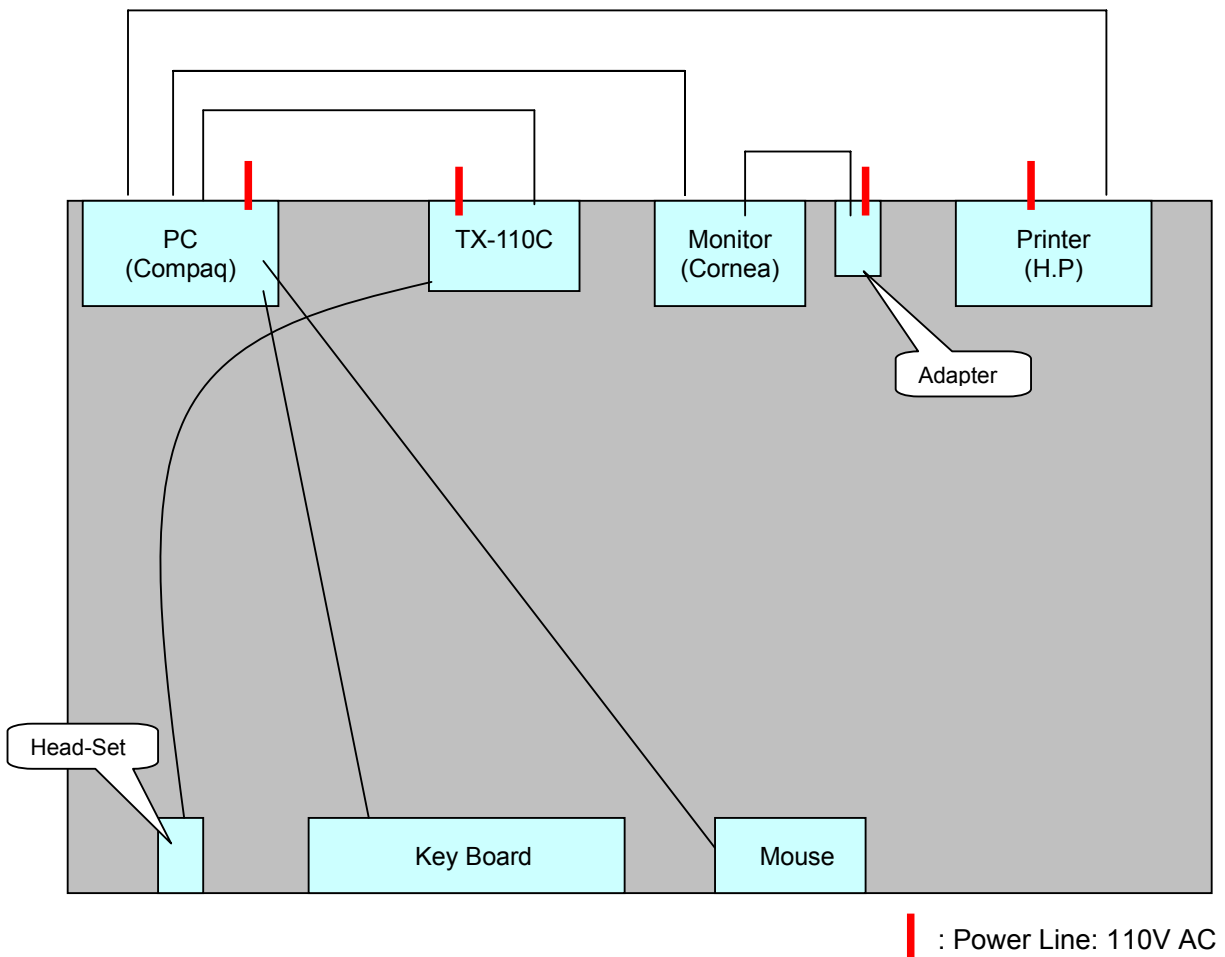 PC
(Compaq)
TX-110C
Monitor
(Cornea)
Printer
(H.P)
Adapter
Head-Set
Key Board
Mouse
: Power Line: 110V AC